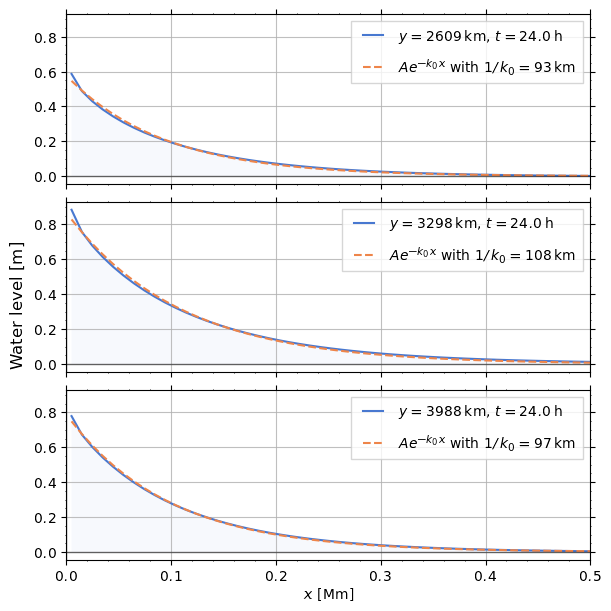 0.8
0.6
0.4
0.2
0.0
y = 2609 km, t = 24.0 h
Ae^{-k_0 x} with 1/k_0 = 93 km
0.8
0.6
0.4
0.2
0.0
y = 3298 km, t = 24.0 h
Ae^{-k_0 x} with 1/k_0 = 108 km
Water level [m]
0.8
0.6
0.4
0.2
0.0
y = 3988 km, t = 24.0 h
Ae^{-k_0 x} with 1/k_0 = 97 km
0.0 0.1 0.2 0.3 0.4 0.5
x [Mm]